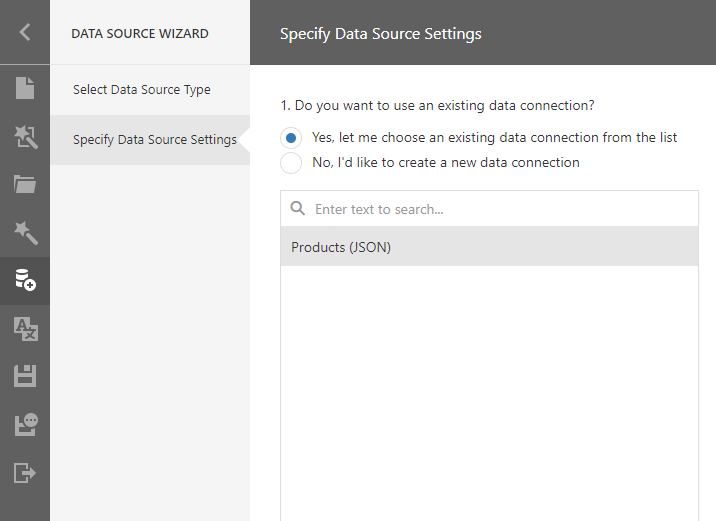 DATA SOURCE WIZARD
Specify Data Source Settings
Select Data Source Type
Specify Data Source Settings
1. Do you want to use an existing data connection?
Yes, let me choose an existing data connection from the list
No, I'd like to create a new data connection
Enter text to search...
Products (JSON)